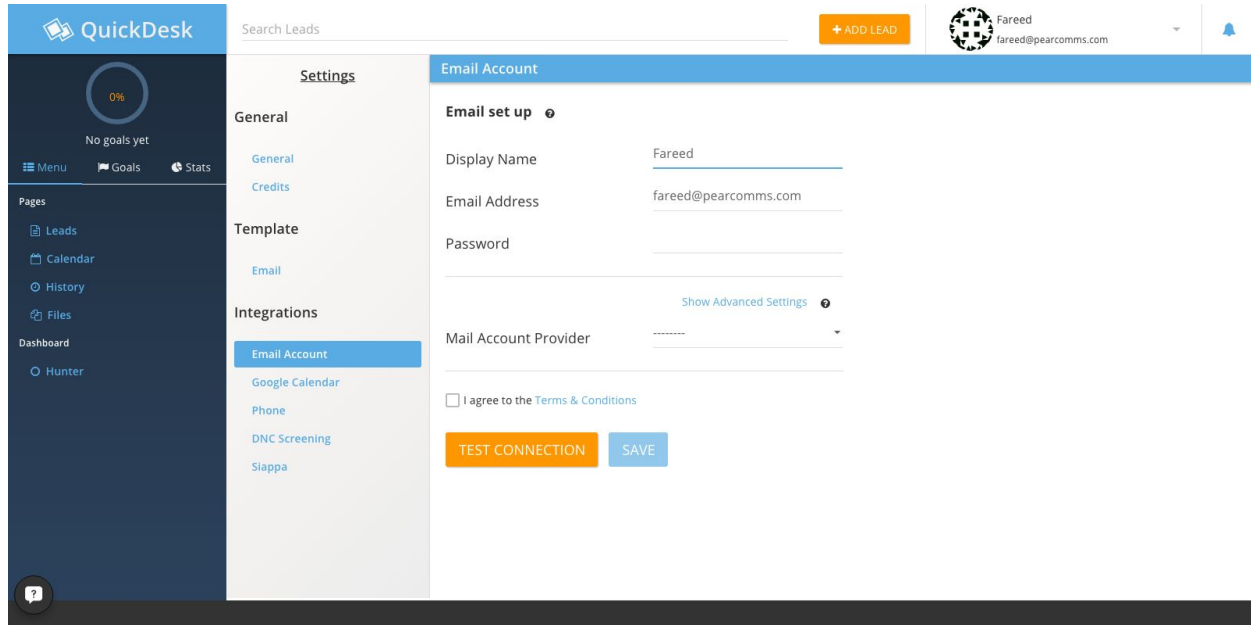 QuickDesk
Search Leads
+ ADD LEAD
Fareed
fareed@pearcomms.com
0%
No goals yet
Menu Goals Stats
Pages
Leads
Calendar
History
Files
Dashboard
Hunter
Settings
General
General
Credits
Template
Email
Integrations
Email Account
Google Calendar
Phone
DNC Screening
Siappa
Email Account
Email set up ?
Display Name Fareed
Email Address fareed@pearcomms.com
Password
Show Advanced Settings ?
Mail Account Provider --------
I agree to the Terms & Conditions
TEST CONNECTION SAVE
?